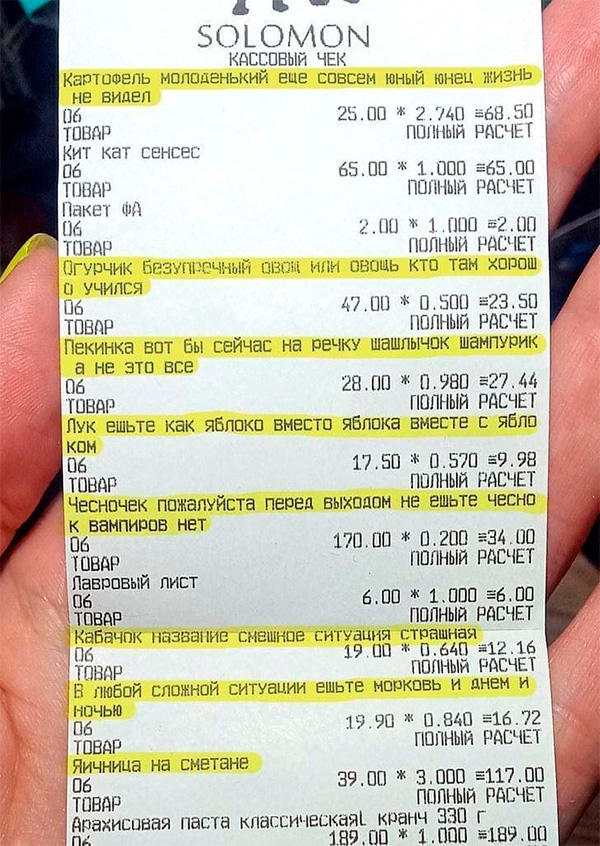 SOLOMON
КАССОВЫЙ ЧЕК
Картофель молоденький еще совсем юный юнец жизнь
не видел
06 25.00 * 2.740 ≡68.50
ТОВАР ПОЛНЫЙ РАСЧЕТ
Кит кат сенсес
06 65.00 * 1.000 ≡65.00
ТОВАР ПОЛНЫЙ РАСЧЕТ
Пакет ФА
06 2.00 * 1.000 ≡2.00
ТОВАР ПОЛНЫЙ РАСЧЕТ
Огурчик безупречный овощ или овощь кто там хорош
о учился
06 47.00 * 0.500 ≡23.50
ТОВАР ПОЛНЫЙ РАСЧЕТ
Пекинка вот бы сейчас на речку шашлычок шампурик
а не это все
06 28.00 * 0.980 ≡27.44
ТОВАР ПОЛНЫЙ РАСЧЕТ
Лук ешьте как яблоко вместо яблока вместе с ябло
ком
06 17.50 * 0.570 ≡9.98
ТОВАР ПОЛНЫЙ РАСЧЕТ
Чесночек пожалуйста перед выходом не ешьте чесно
к вампиров нет
06 170.00 * 0.200 ≡34.00
ТОВАР ПОЛНЫЙ РАСЧЕТ
Лавровый лист
06 6.00 * 1.000 ≡6.00
ТОВАР ПОЛНЫЙ РАСЧЕТ
Кабачок название смешное ситуация страшная
06 19.00 * 0.640 ≡12.16
ТОВАР ПОЛНЫЙ РАСЧЕТ
В любой сложной ситуации ешьте морковь и днем и
ночью
06 19.90 * 0.840 ≡16.72
ТОВАР ПОЛНЫЙ РАСЧЕТ
Яичница на сметане
06 39.00 * 3.000 ≡117.00
ТОВАР ПОЛНЫЙ РАСЧЕТ
Арахисовая паста классическаяl кранч 330 г
06 189.00 * 1.000 ≡189.00